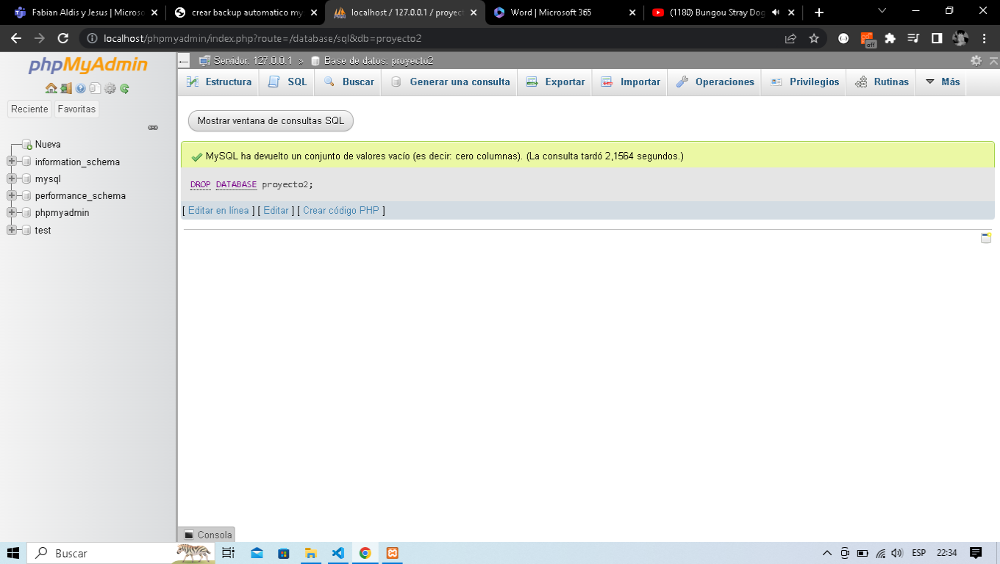 Fabian Aldis y Jesus | Micros
crear backup automatico my
localhost / 127.0.0.1 / proyect
Word | Microsoft 365
(1180) Bungou Stray Dog
localhost/phpmyadmin/index.php?route=/database/sql&db=proyecto2
off
phpMyAdmin
Reciente Favoritas
Nueva
information_schema
mysql
performance_schema
phpmyadmin
test
Servidor: 127.0.0.1 » Base de datos: proyecto2
Estructura SQL Buscar Generar una consulta Exportar Importar Operaciones Privilegios Rutinas Más
Mostrar ventana de consultas SQL
MySQL ha devuelto un conjunto de valores vacío (es decir: cero columnas). (La consulta tardó 2,1564 segundos.)
DROP DATABASE proyecto2;
[ Editar en línea ] [ Editar ] [ Crear código PHP ]
Consola
Buscar
ESP 22:34